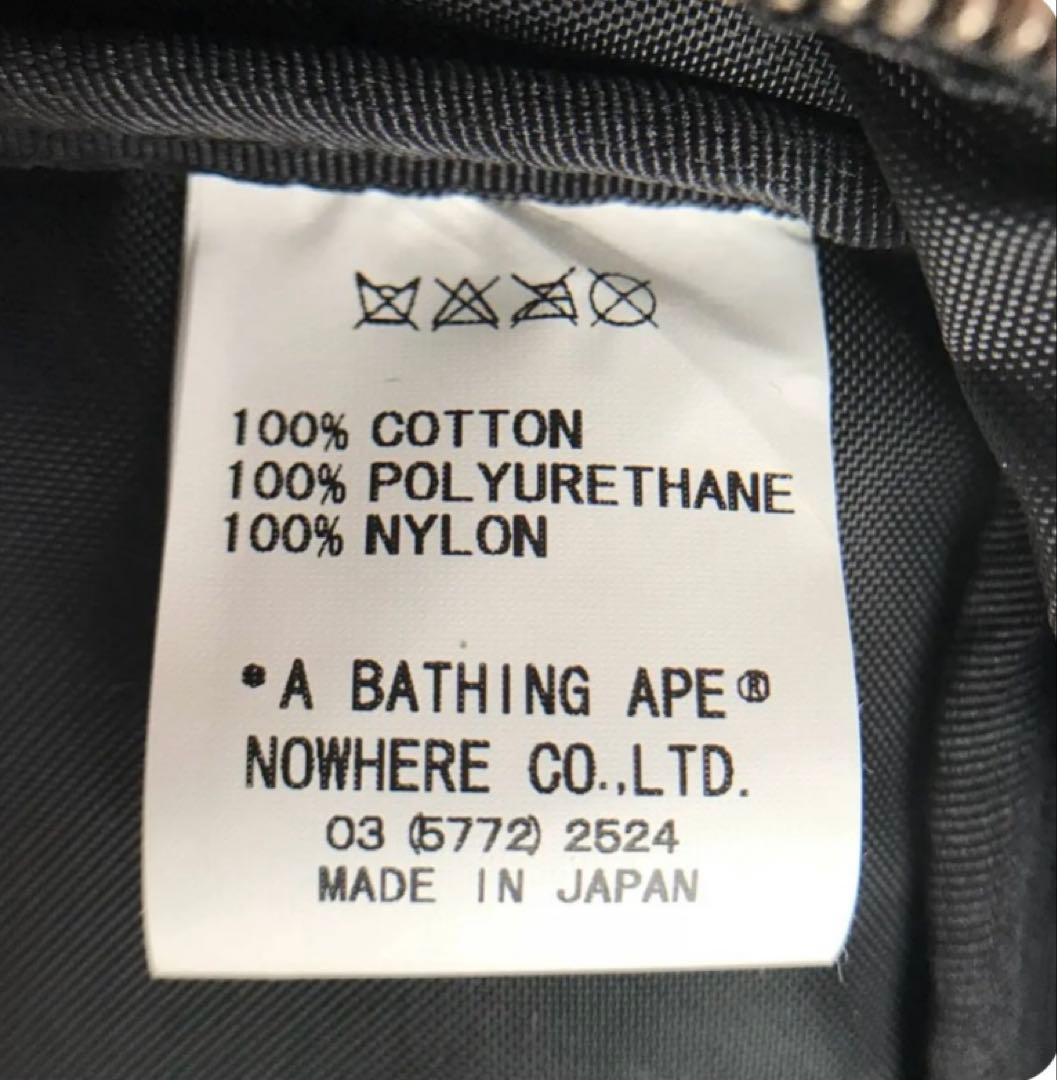 100% COTTON
100% POLYURETHANE
100% NYLON
*A BATHING APE®
NOWHERE CO.,LTD.
03 (5772) 2524
MADE IN JAPAN